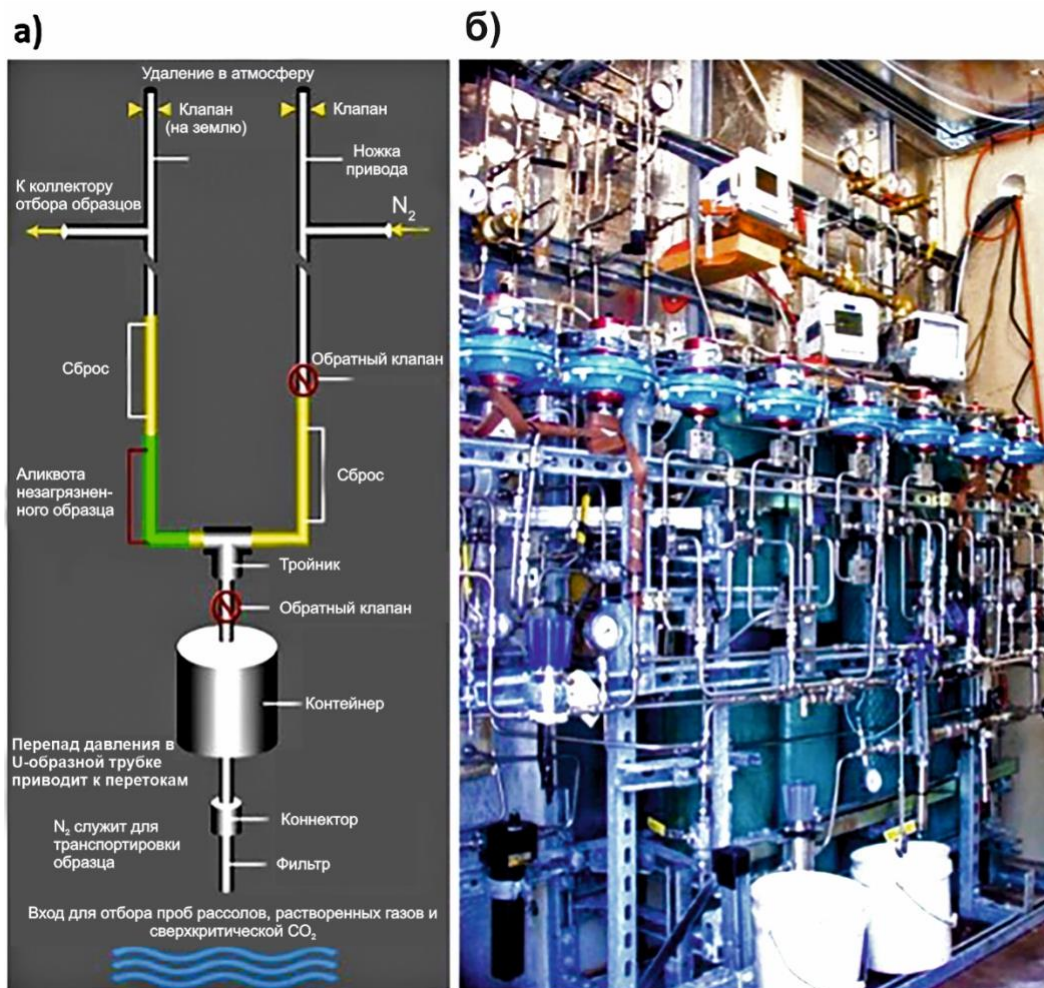 а)
б)
Удаление в атмосферу
Клапан
(на землю)
Клапан
Ножка
привода
К коллектору
отбора образцов
N₂
Сброс
Обратный клапан
Аликвота
незагрязнен-
ного образца
Сброс
Тройник
Обратный клапан
Контейнер
Перепад давления в
U-образной трубке
приводит к перетокам
Коннектор
N₂ служит для
транспортировки
образца
Фильтр
Вход для отбора проб рассолов, растворенных газов и
сверхкритической CO₂